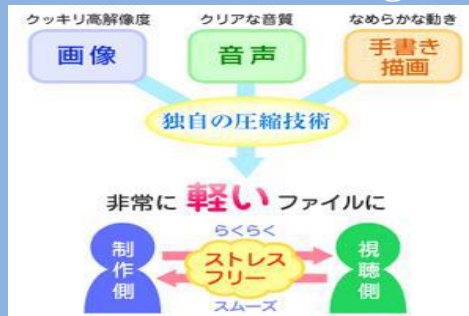 クッキリ高解像度 クリアな音質 なめらかな動き
画像 音声 手書き
描画
独自の圧縮技術
非常に軽いファイルに
らくらく
制作側 ストレス 視聴側
フリー
スムーズ